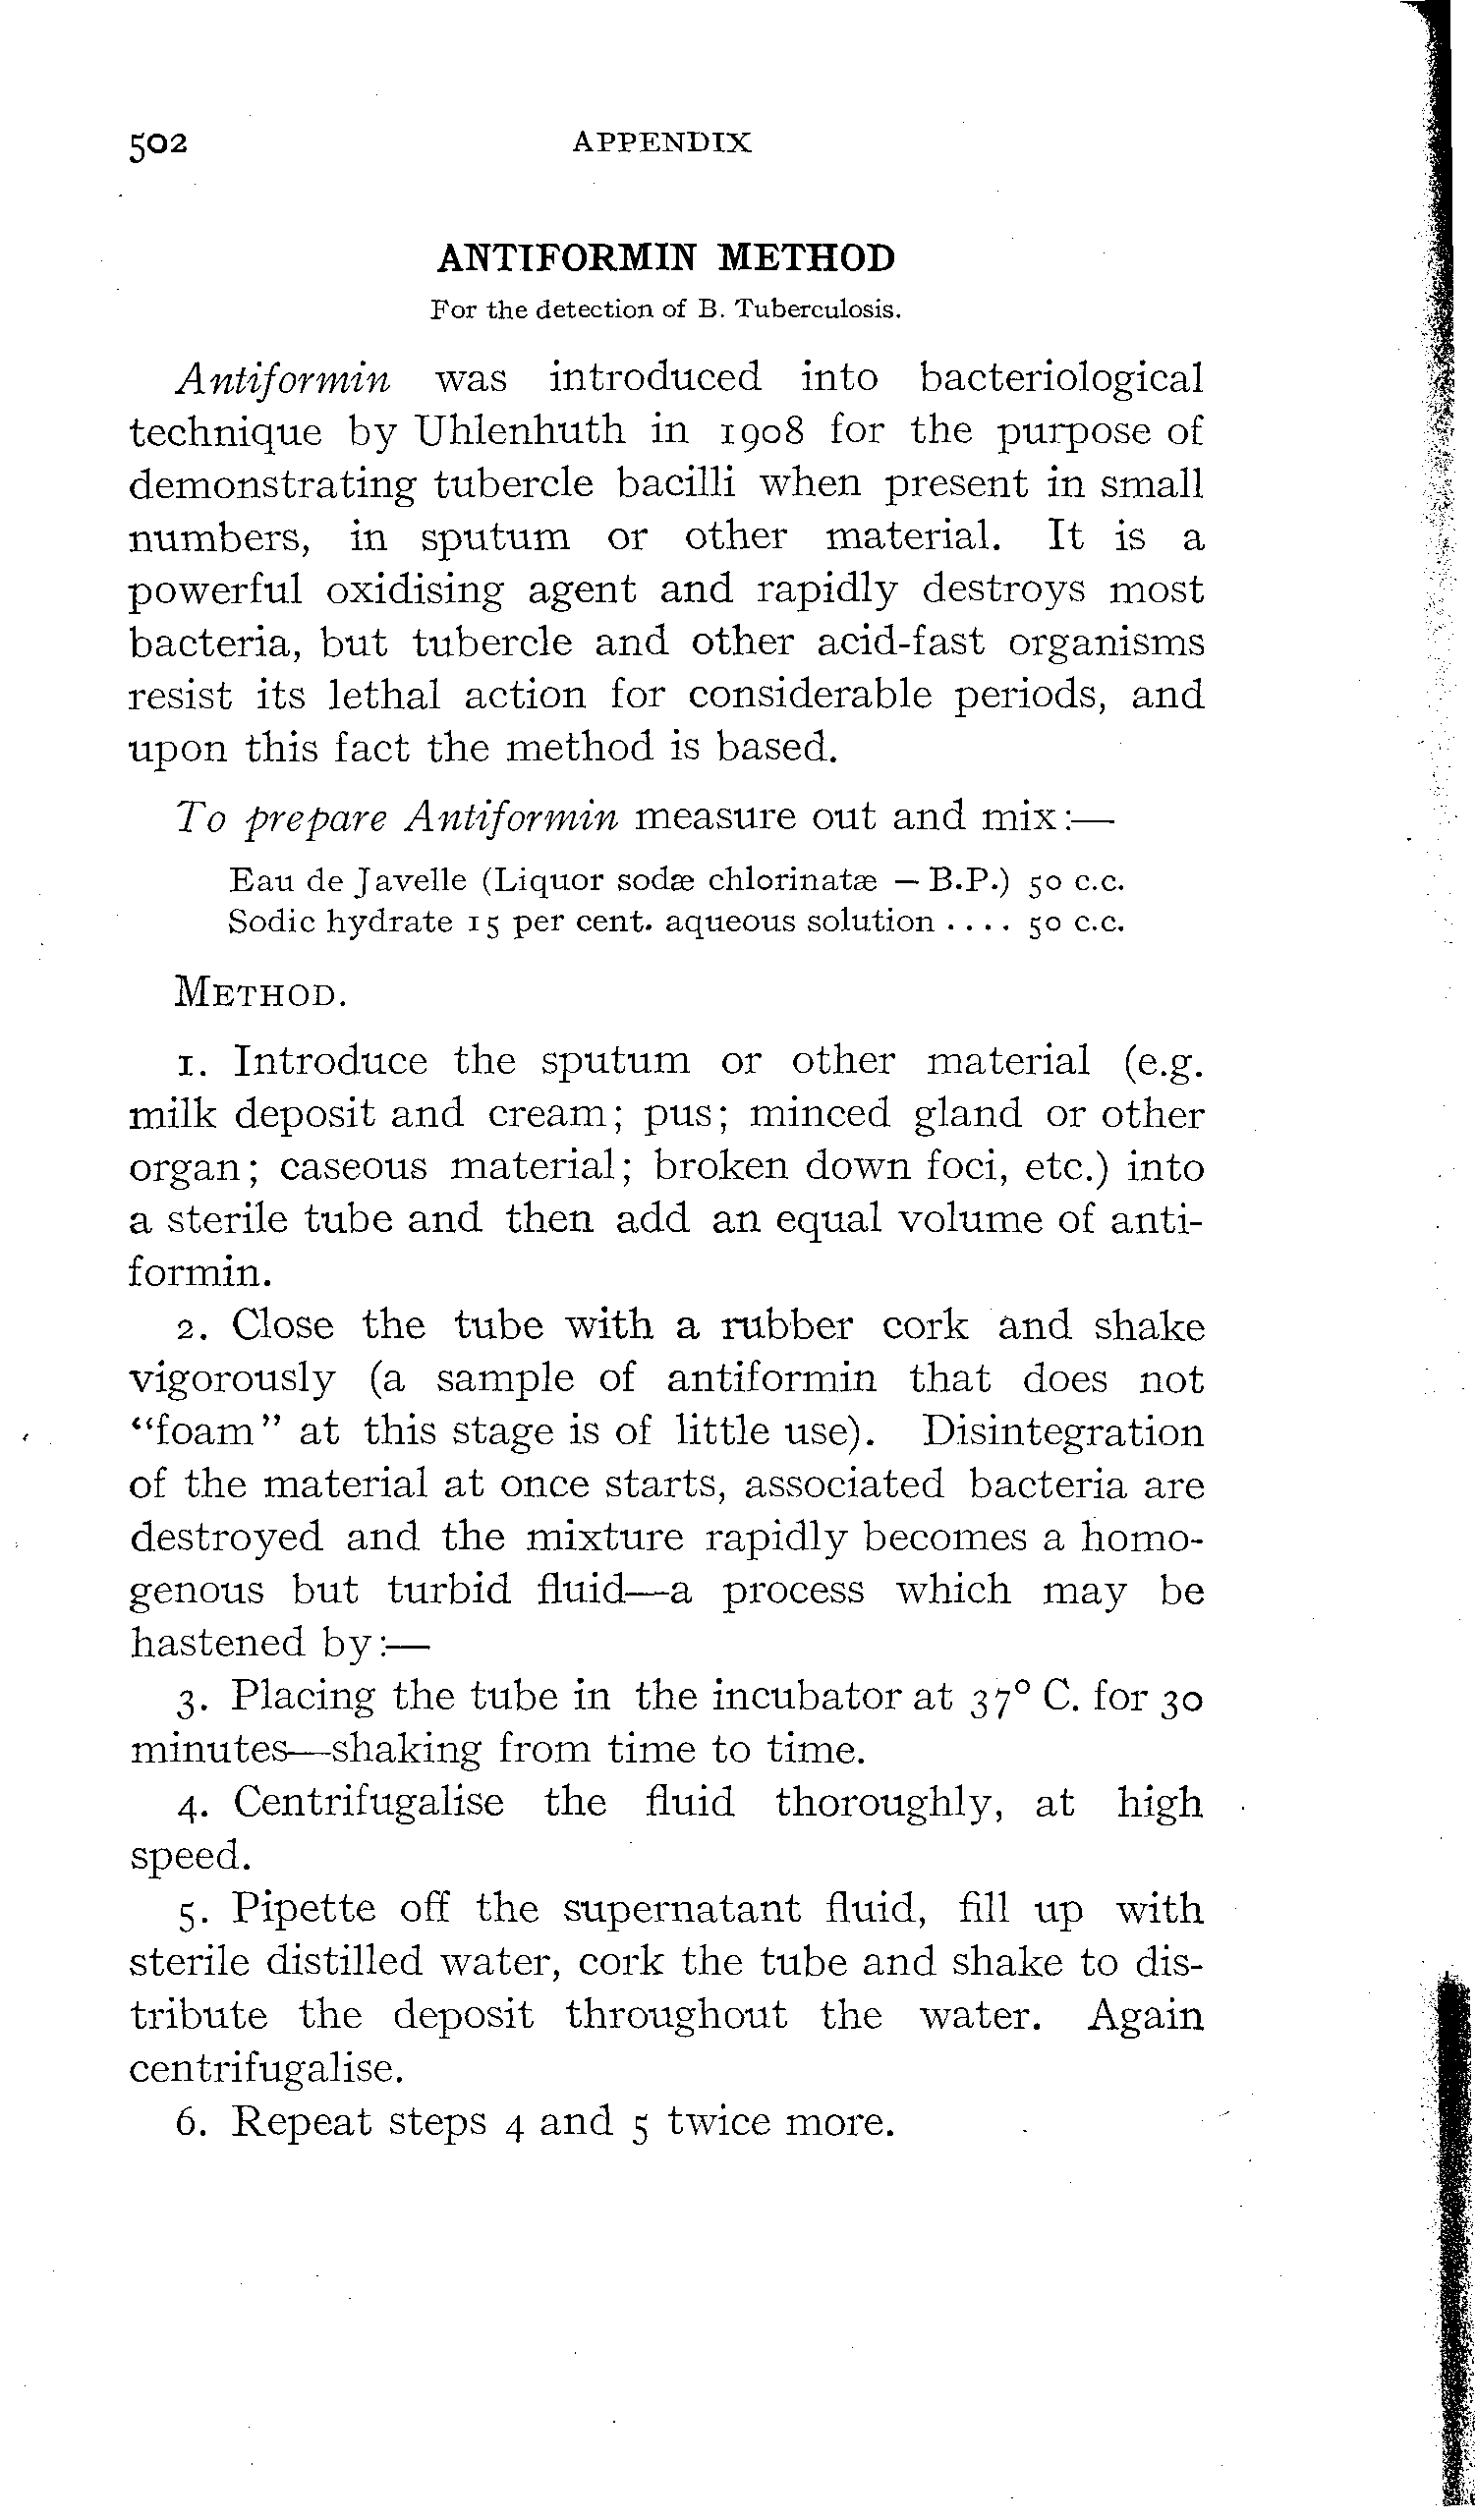 502 APPENDIX
ANTIFORMIN METHOD
For the detection of B. Tuberculosis.
Antiformin was introduced into bacteriological
technique by Uhlenhuth in 1908 for the purpose of
demonstrating tubercle bacilli when present in small
numbers, in sputum or other material. It is a
powerful oxidising agent and rapidly destroys most
bacteria, but tubercle and other acid-fast organisms
resist its lethal action for considerable periods, and
upon this fact the method is based.
To prepare Antiformin measure out and mix:—
Eau de Javelle (Liquor sodæ chlorinatæ — B.P.) 50 c.c.
Sodic hydrate 15 per cent. aqueous solution .... 50 c.c.
METHOD.
1. Introduce the sputum or other material (e.g.
milk deposit and cream; pus; minced gland or other
organ; caseous material; broken down foci, etc.) into
a sterile tube and then add an equal volume of anti-
formin.
2. Close the tube with a rubber cork and shake
vigorously (a sample of antiformin that does not
“foam” at this stage is of little use). Disintegration
of the material at once starts, associated bacteria are
destroyed and the mixture rapidly becomes a homo-
genous but turbid fluid—a process which may be
hastened by:—
3. Placing the tube in the incubator at 37° C. for 30
minutes—shaking from time to time.
4. Centrifugalise the fluid thoroughly, at high
speed.
5. Pipette off the supernatant fluid, fill up with
sterile distilled water, cork the tube and shake to dis-
tribute the deposit throughout the water. Again
centrifugalise.
6. Repeat steps 4 and 5 twice more.